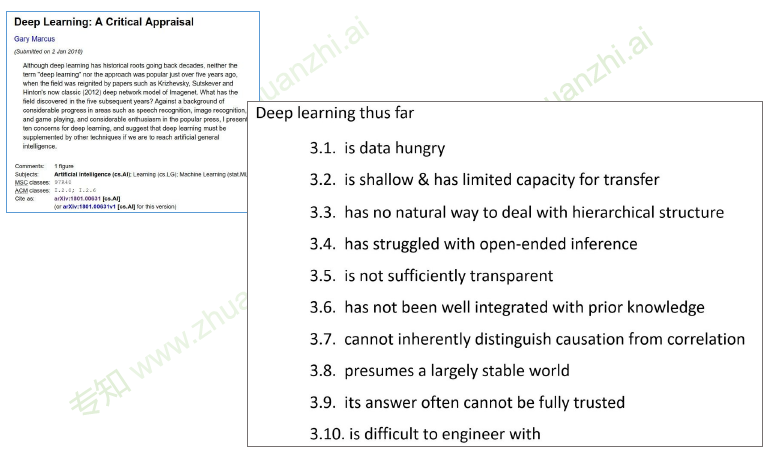 Deep Learning: A Critical Appraisal
Gary Marcus
(Submitted on 2 Jan 2018)
Although deep learning has historical roots going back decades, neither the
term "deep learning" nor the approach was popular just over five years ago,
when the field was reignited by papers such as Krizhevsky, Sutskever and
Hinton's now classic (2012) deep network model of Imagenet. What has the
field discovered in the five subsequent years? Against a background of
considerable progress in areas such as speech recognition, image recognition,
and game playing, and considerable enthusiasm in the popular press, I present
ten concerns for deep learning, and suggest that deep learning must be
supplemented by other techniques if we are to reach artificial general
intelligence.
Comments: 1 figure
Subjects: Artificial Intelligence (cs.AI); Learning (cs.LG); Machine Learning (stat.ML
MSC classes: 97R40
ACM classes: I.2.0; I.2.6
Cite as: arXiv:1801.00631 [cs.AI]
(or arXiv:1801.00631v1 [cs.AI] for this version)
Deep learning thus far
3.1. is data hungry
3.2. is shallow & has limited capacity for transfer
3.3. has no natural way to deal with hierarchical structure
3.4. has struggled with open-ended inference
3.5. is not sufficiently transparent
3.6. has not been well integrated with prior knowledge
3.7. cannot inherently distinguish causation from correlation
3.8. presumes a largely stable world
3.9. its answer often cannot be fully trusted
3.10. is difficult to engineer with
uanzhi.ai
uanzhi.ai
专知 www.zhua